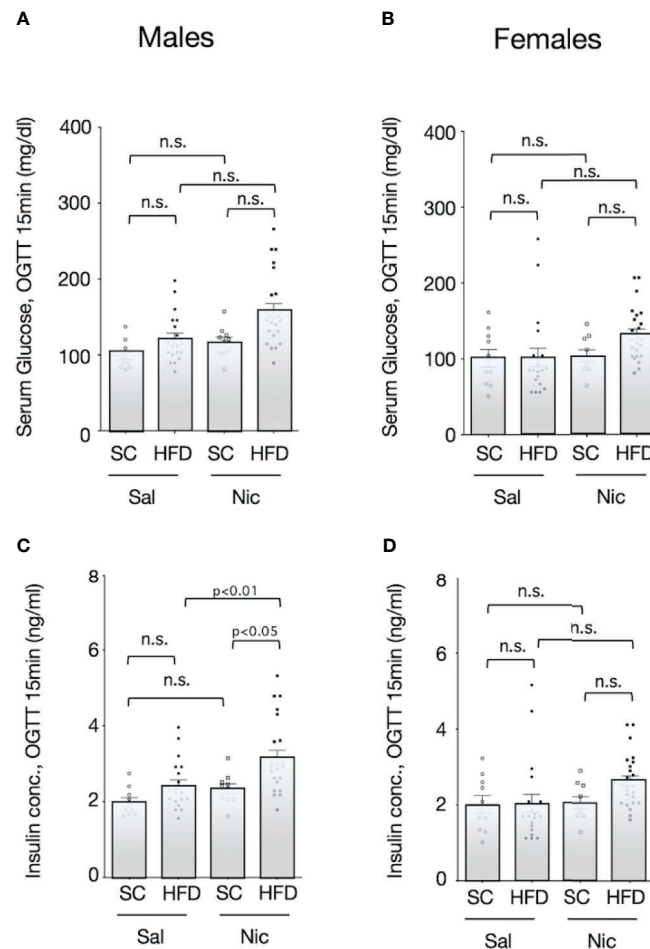 A
Males
B
Females
Serum Glucose, OGTT 15min (mg/dl)
400
300
200
100
0
n.s.
n.s.
n.s.
n.s.
SC HFD SC HFD
Sal Nic
Serum Glucose, OGTT 15min (mg/dl)
400
300
200
100
0
n.s.
n.s.
n.s.
n.s.
SC HFD SC HFD
Sal Nic
C
Insulin conc., OGTT 15min (ng/ml)
8
6
4
2
0
p<0.01
n.s.
p<0.05
n.s.
SC HFD SC HFD
Sal Nic
D
Insulin conc., OGTT 15min (ng/ml)
8
6
4
2
0
n.s.
n.s.
n.s.
n.s.
SC HFD SC HFD
Sal Nic